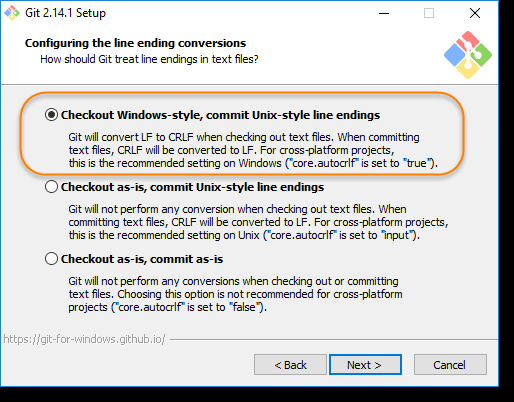 Git 2.14.1 Setup
Configuring the line ending conversions
How should Git treat line endings in text files?
Checkout Windows-style, commit Unix-style line endings
Git will convert LF to CRLF when checking out text files. When committing
text files, CRLF will be converted to LF. For cross-platform projects,
this is the recommended setting on Windows ("core.autocrlf" is set to "true").
Checkout as-is, commit Unix-style line endings
Git will not perform any conversion when checking out text files. When
committing text files, CRLF will be converted to LF. For cross-platform projects,
this is the recommended setting on Unix ("core.autocrlf" is set to "input").
Checkout as-is, commit as-is
Git will not perform any conversions when checking out or committing
text files. Choosing this option is not recommended for cross-platform
projects ("core.autocrlf" is set to "false").
https://git-for-windows.github.io/
< Back
Next >
Cancel